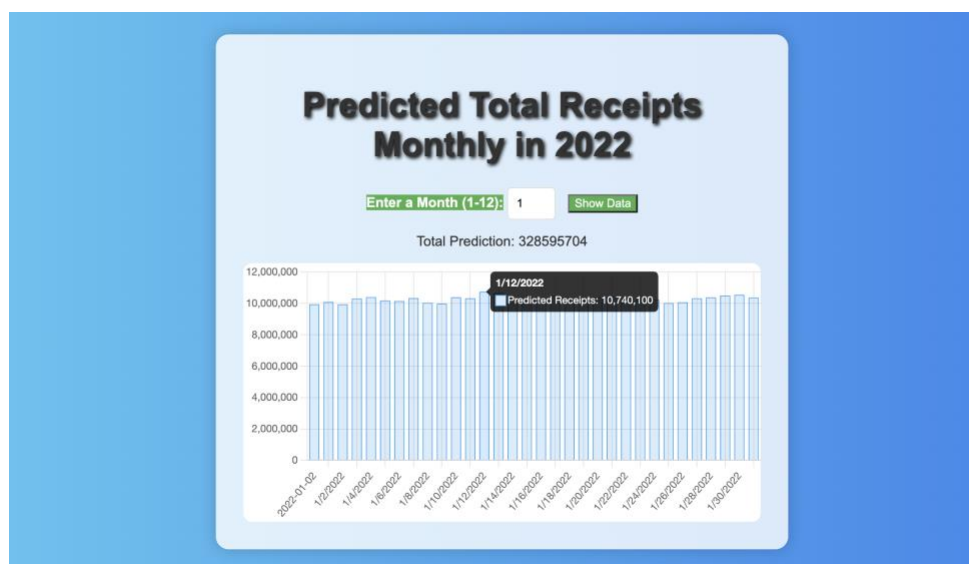 Predicted Total Receipts
Monthly in 2022
Enter a Month (1-12): 1 Show Data
Total Prediction: 328595704
12,000,000
1/12/2022
Predicted Receipts: 10,740,100
10,000,000
8,000,000
6,000,000
4,000,000
2,000,000
0
2022-01-02 1/2/2022 1/4/2022 1/6/2022 1/8/2022 1/10/2022 1/12/2022 1/14/2022 1/16/2022 1/18/2022 1/20/2022 1/22/2022 1/24/2022 1/26/2022 1/28/2022 1/30/2022